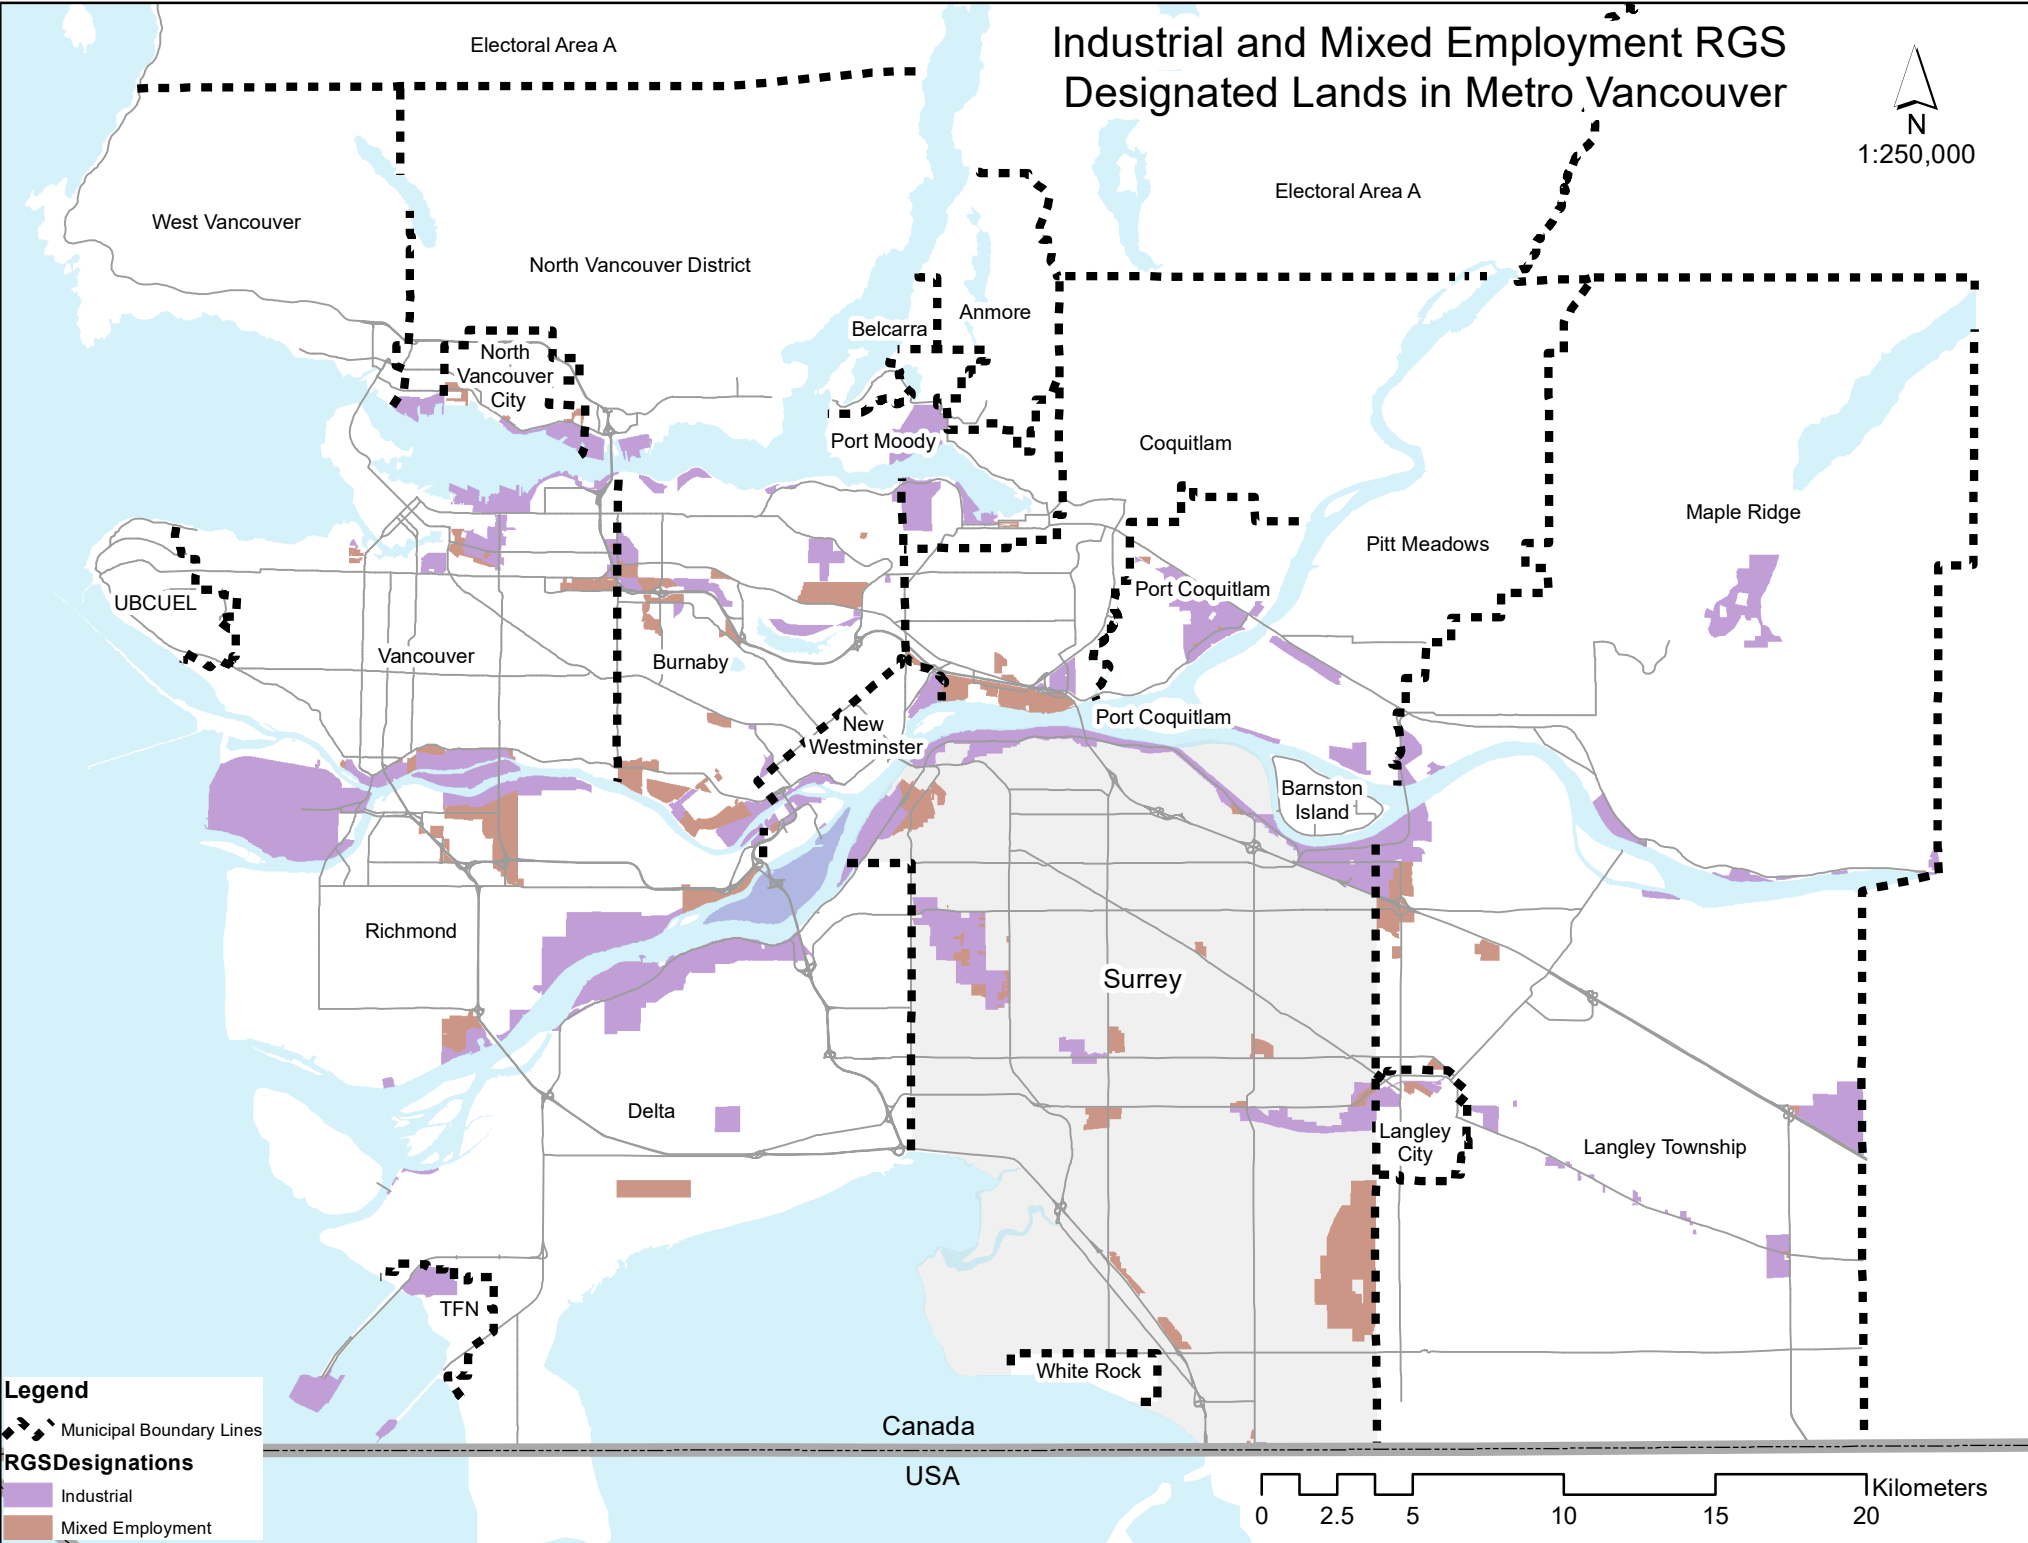 Industrial and Mixed Employment RGS
Designated Lands in Metro Vancouver
N
1:250,000
Electoral Area A
Electoral Area A
West Vancouver
North Vancouver District
Anmore
Belcarra
North
Vancouver
City
Port Moody
Coquitlam
Maple Ridge
Pitt Meadows
Port Coquitlam
UBCUEL
Vancouver
Burnaby
Port Coquitlam
New
Westminster
Barnston
Island
Richmond
Surrey
Delta
Langley
City
Langley Township
TFN
White Rock
Canada
USA
Legend
Municipal Boundary Lines
RGSDesignations
Industrial
Mixed Employment
Kilometers
0 2.5 5 10 15 20